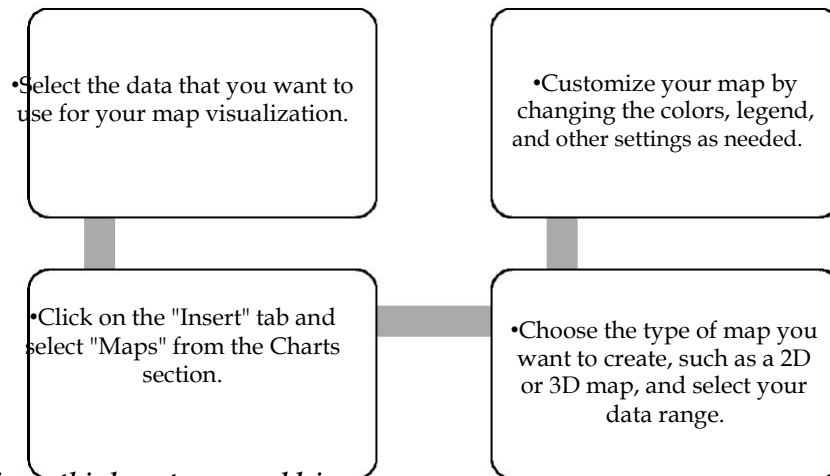 •Select the data that you want to
use for your map visualization.
•Click on the "Insert" tab and
select "Maps" from the Charts
section.
•Choose the type of map you
want to create, such as a 2D
or 3D map, and select your
data range.
•Customize your map by
changing the colors, legend,
and other settings as needed.